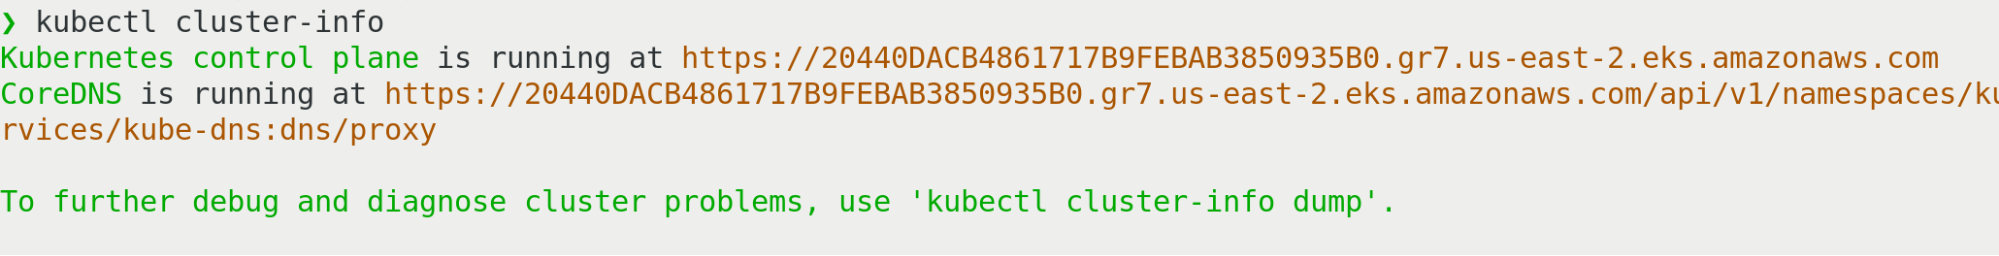 ❯ kubectl cluster-info
Kubernetes control plane is running at https://20440DACB4861717B9FEBAB3850935B0.gr7.us-east-2.eks.amazonaws.com
CoreDNS is running at https://20440DACB4861717B9FEBAB3850935B0.gr7.us-east-2.eks.amazonaws.com/api/v1/namespaces/ku
rvices/kube-dns:dns/proxy
To further debug and diagnose cluster problems, use 'kubectl cluster-info dump'.